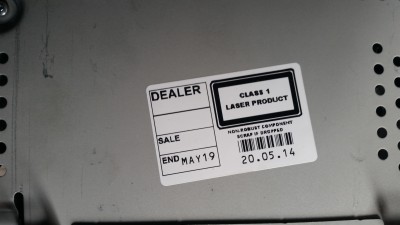 DEALER
SALE
END MAY19
CLASS 1
LASER PRODUCT
NON-ROBUST COMPONENT
SCRAP IF DROPPED
20.05.14